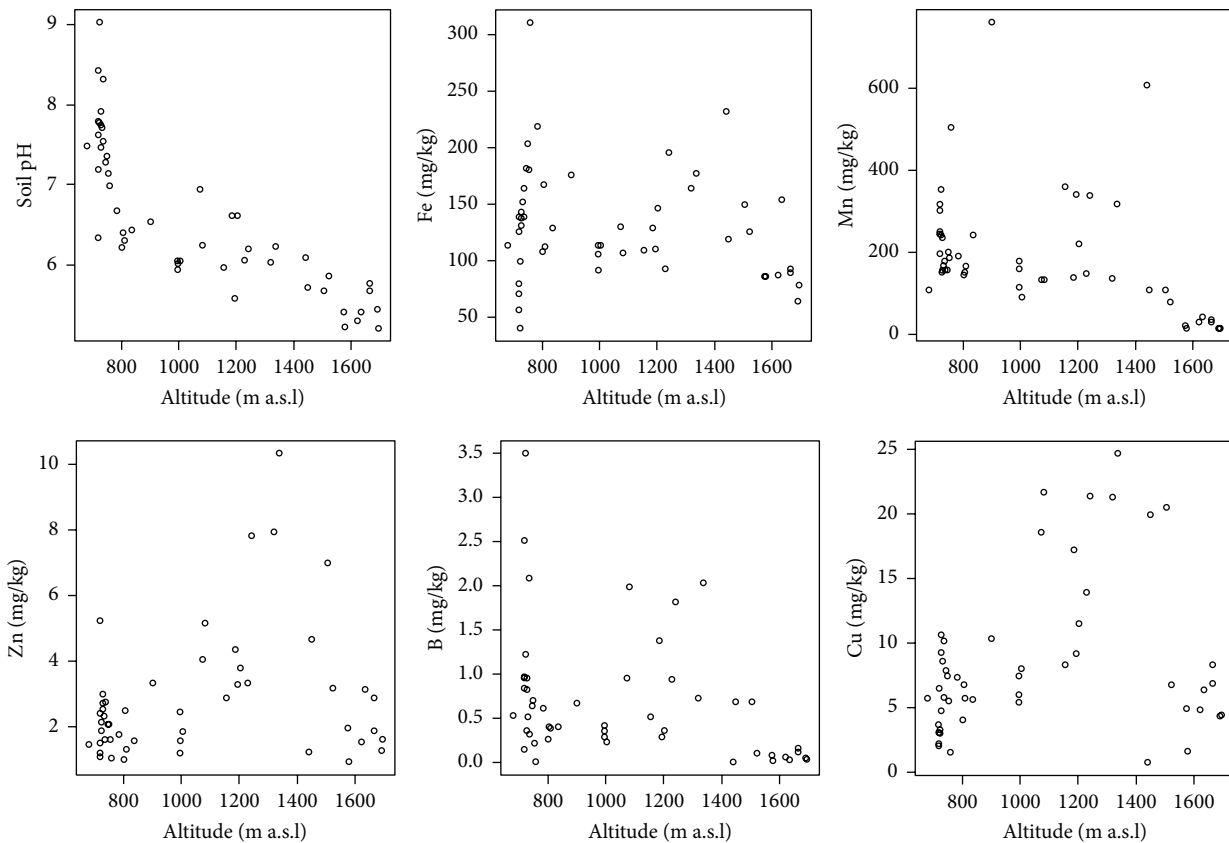 9
8
7
6
Soil pH
800 1000 1200 1400 1600
Altitude (m a.s.l)
300
250
200
150
100
50
Fe (mg/kg)
800 1000 1200 1400 1600
Altitude (m a.s.l)
600
400
200
0
Mn (mg/kg)
800 1000 1200 1400 1600
Altitude (m a.s.l)
10
8
6
4
2
Zn (mg/kg)
800 1000 1200 1400 1600
Altitude (m a.s.l)
3.5
3.0
2.5
2.0
1.5
1.0
0.5
0.0
B (mg/kg)
800 1000 1200 1400 1600
Altitude (m a.s.l)
25
20
15
10
5
0
Cu (mg/kg)
800 1000 1200 1400 1600
Altitude (m a.s.l)